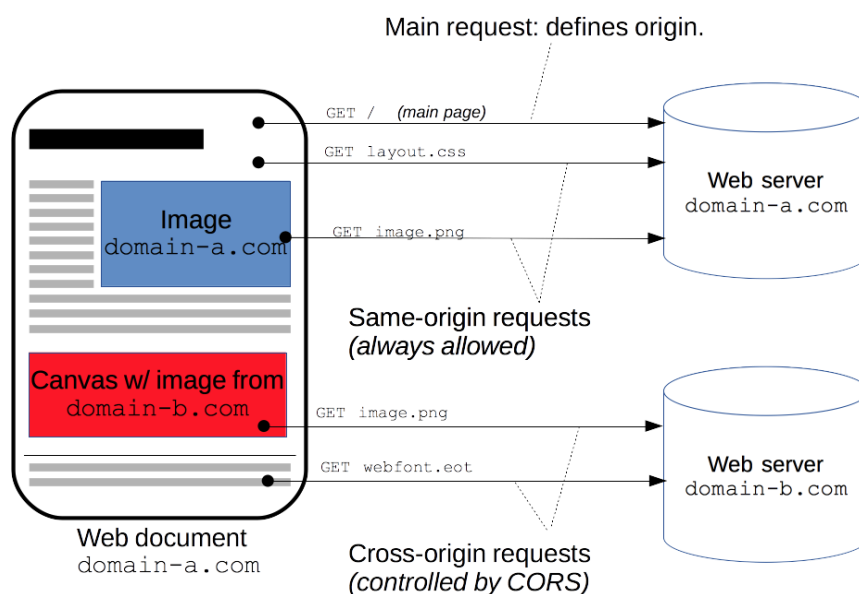 Main request: defines origin.
GET / (main page)
GET layout.css
Web server
domain-a.com
Image
domain-a.com
GET image.png
Same-origin requests
(always allowed)
Canvas w/ image from
domain-b.com
GET image.png
GET webfont.eot
Web server
domain-b.com
Web document
domain-a.com
Cross-origin requests
(controlled by CORS)